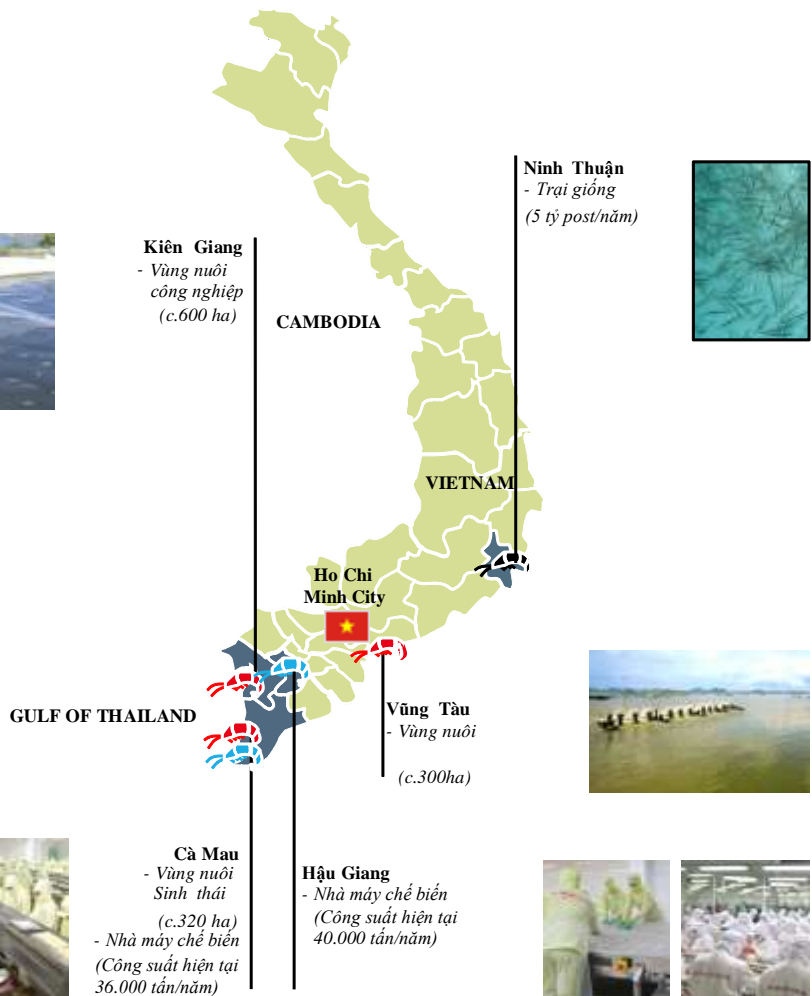 Ninh Thuận
- Trại giống
(5 tỷ post/năm)
Kiên Giang
- Vùng nuôi
công nghiệp
(c.600 ha)
CAMBODIA
VIETNAM
Ho Chi
Minh City
GULF OF THAILAND
Vũng Tàu
- Vùng nuôi
(c.300ha)
Cà Mau
- Vùng nuôi
Sinh thái
(c.320 ha)
- Nhà máy chế biến
(Công suất hiện tại
36.000 tấn/năm)
Hậu Giang
- Nhà máy chế biến
(Công suất hiện tại
40.000 tấn/năm)